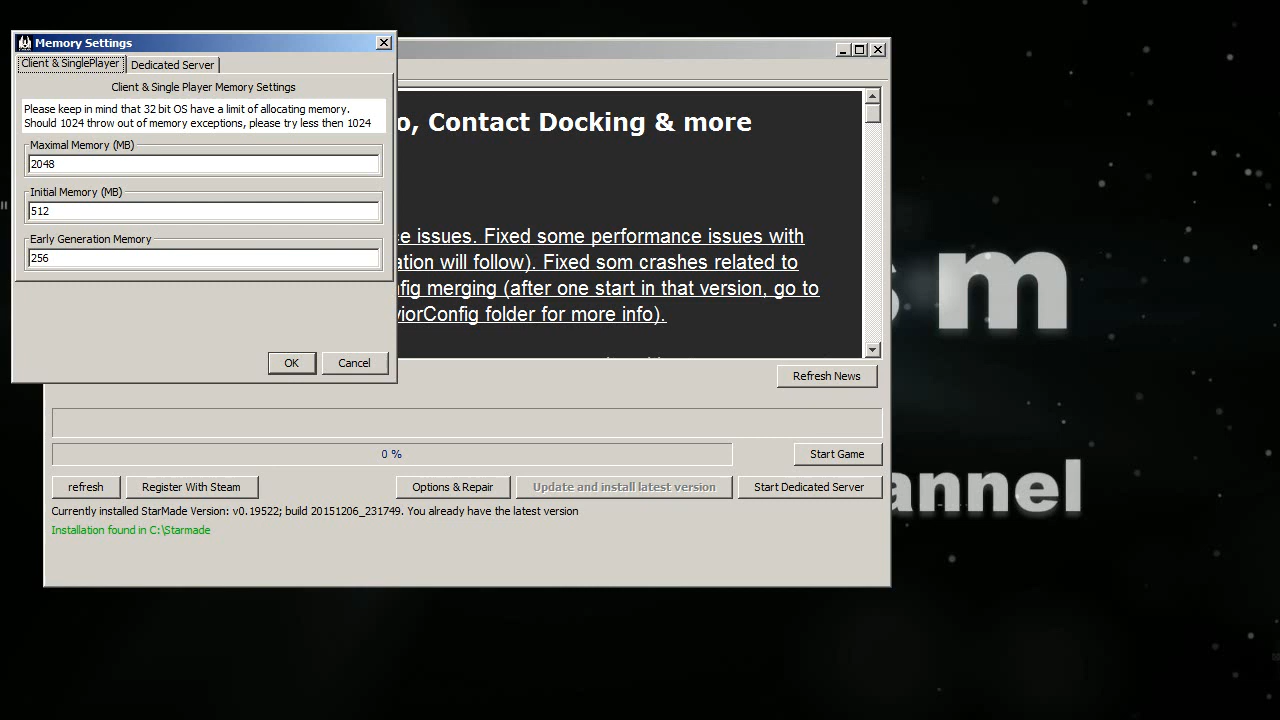 Memory Settings
Client & SinglePlayer
Dedicated Server
Client & Single Player Memory Settings
Please keep in mind that 32 bit OS have a limit of allocating memory.
Should 1024 throw out of memory exceptions, please try less then 1024
Maximal Memory (MB)
2048
Initial Memory (MB)
512
Early Generation Memory
256
OK
Cancel
o, Contact Docking & more
e issues. Fixed some performance issues with
ation will follow). Fixed som crashes related to
fig merging (after one start in that version, go to
viorConfig folder for more info).
Refresh News
0 %
Start Game
refresh
Register With Steam
Options & Repair
Update and install latest version
Start Dedicated Server
Currently installed StarMade Version: v0.19522; build 20151206_231749. You already have the latest version
Installation found in C:\Starmade
s m
annel